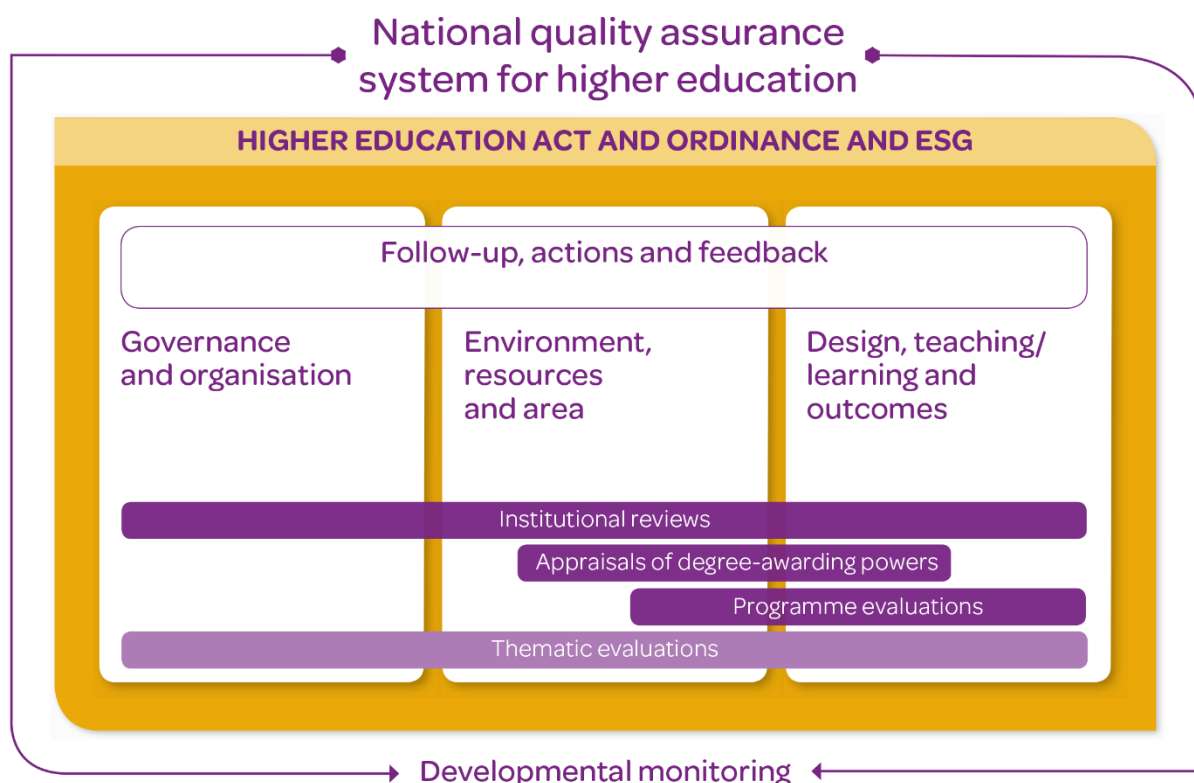 National quality assurance
system for higher education
HIGHER EDUCATION ACT AND ORDINANCE AND ESG
Follow-up, actions and feedback
Governance
and organisation
Environment,
resources
and area
Design, teaching/
learning and
outcomes
Institutional reviews
Appraisals of degree-awarding powers
Programme evaluations
Thematic evaluations
Developmental monitoring